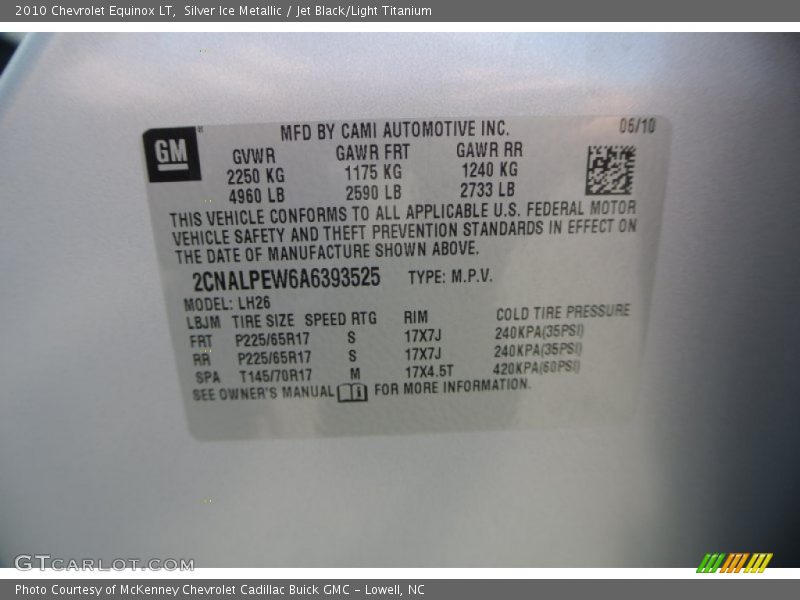 2010 Chevrolet Equinox LT, Silver Ice Metallic / Jet Black/Light Titanium
GM
MFD BY CAMI AUTOMOTIVE INC. 06/10
GVWR GAWR FRT GAWR RR
2250 KG 1175 KG 1240 KG
4960 LB 2590 LB 2733 LB
THIS VEHICLE CONFORMS TO ALL APPLICABLE U.S. FEDERAL MOTOR
VEHICLE SAFETY AND THEFT PREVENTION STANDARDS IN EFFECT ON
THE DATE OF MANUFACTURE SHOWN ABOVE.
2CNALPEW6A6393525 TYPE: M.P.V.
MODEL: LH26
LBJM TIRE SIZE SPEED RTG RIM COLD TIRE PRESSURE
FRT P225/65R17 S 17X7J 240KPA(35PSI)
RR P225/65R17 S 17X7J 240KPA(35PSI)
SPA T145/70R17 M 17X4.5T 420KPA(60PSI)
SEE OWNER'S MANUAL FOR MORE INFORMATION.
GTCARLOT.COM
Photo Courtesy of McKenney Chevrolet Cadillac Buick GMC - Lowell, NC